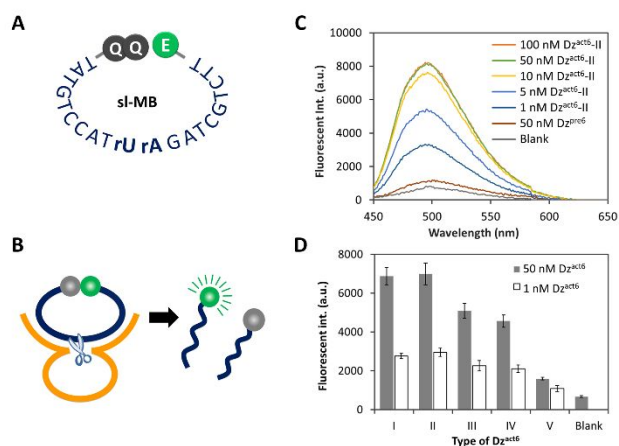 A
Q Q E
sl-MB
TATGTCCATrU rAGATCGTCTT
B
C
Fluorescent Int. (a.u.)
10000
8000
6000
4000
2000
0
450 500 550 600 650
Wavelength (nm)
100 nM Dzact6-II
50 nM Dzact6-II
10 nM Dzact6-II
5 nM Dzact6-II
1 nM Dzact6-II
50 nM Dzpre6
Blank
D
Fluorescent int. (a.u.)
8000
6000
4000
2000
0
50 nM Dzact6
1 nM Dzact6
I II III IV V Blank
Type of Dzact6